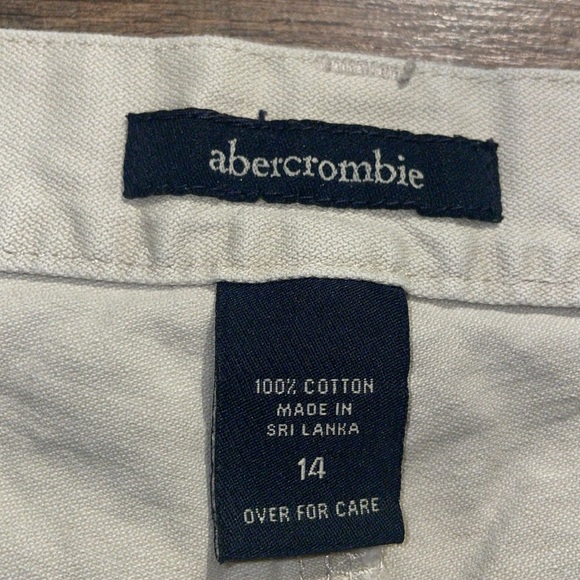 abercrombie
100% COTTON
MADE IN
SRI LANKA
14
OVER FOR CARE